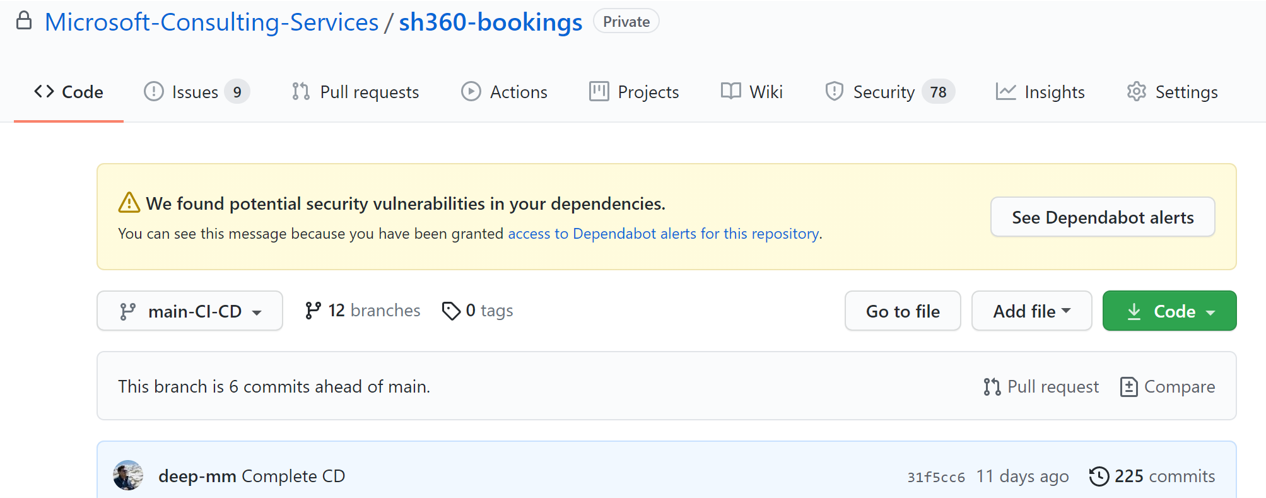 Microsoft-Consulting-Services / sh360-bookings Private
Code Issues 9 Pull requests Actions Projects Wiki Security 78 Insights Settings
We found potential security vulnerabilities in your dependencies.
You can see this message because you have been granted access to Dependabot alerts for this repository.
See Dependabot alerts
main-CI-CD 12 branches 0 tags Go to file Add file Code
This branch is 6 commits ahead of main. Pull request Compare
deep-mm Complete CD 31f5cc6 11 days ago 225 commits